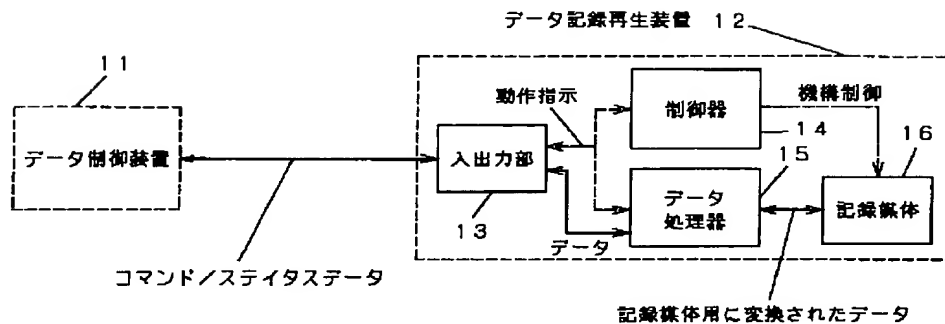 データ記録再生装置 12
11
動作指示
制御器
機構制御
14
16
データ制御装置
入出力部
15
データ
処理器
記録媒体
13
データ
コマンド/ステイタスデータ
記録媒体用に変換されたデータ